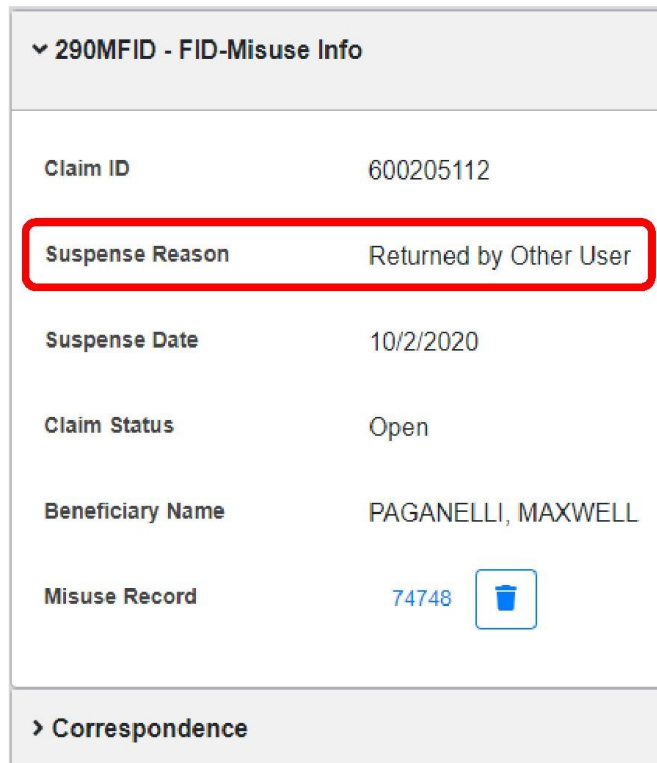 290MFID - FID-Misuse Info
Claim ID 600205112
Suspense Reason Returned by Other User
Suspense Date 10/2/2020
Claim Status Open
Beneficiary Name PAGANELLI, MAXWELL
Misuse Record 74748
Correspondence